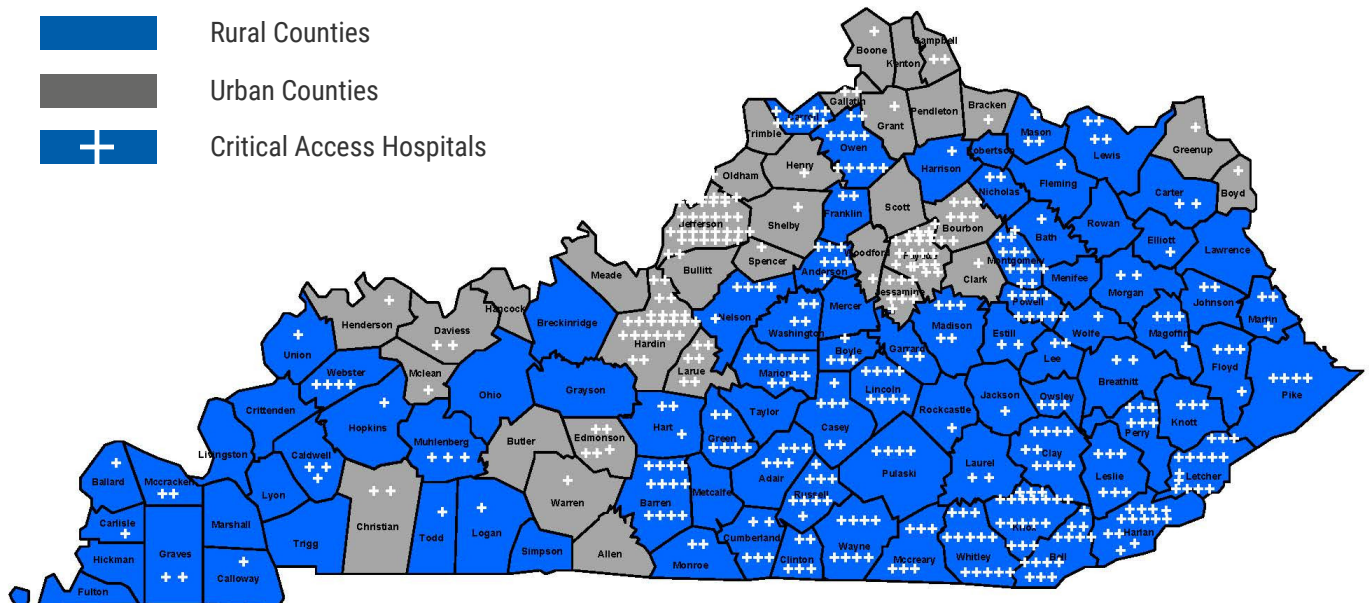 Rural Counties
Urban Counties
Critical Access Hospitals
Boone
Kenton
Campbell
Gallatin
Grant
Pendleton
Bracken
Trimble
Owen
Mason
Lewis
Greenup
Robertson
Harrison
Henry
Oldham
Fleming
Nicholas
Carter
Boyd
Scott
Franklin
Shelby
Jefferson
Bourbon
Rowan
Bath
Elliott
Lawrence
Woodford
Spencer
Bullitt
Anderson
Clark
Montgomery
Menifee
Meade
Jessamine
Morgan
Powell
Johnson
Hancock
Nelson
Mercer
Washington
Madison
Martin
Henderson
Daviess
Breckinridge
Estill
Wolfe
Magoffin
Hardin
Boyle
Garrard
Union
Lee
Floyd
Mclean
Larue
Webster
Marion
Breathitt
Lincoln
Ohio
Grayson
Jackson
Owsley
Pike
Crittenden
Taylor
Rockcastle
Hopkins
Hart
Casey
Knott
Butler
Edmonson
Green
Perry
Muhlenberg
Livingston
Caldwell
Clay
Pulaski
Adair
Laurel
Leslie
Letcher
Mccracken
Ballard
Lyon
Warren
Barren
Metcalfe
Russell
Carlisle
Christian
Marshall
Knox
Todd
Logan
Cumberland
Harlan
Trigg
Graves
Hickman
Simpson
Allen
Wayne
Bell
Clinton
Whitley
Mccreary
Monroe
Calloway
Fulton